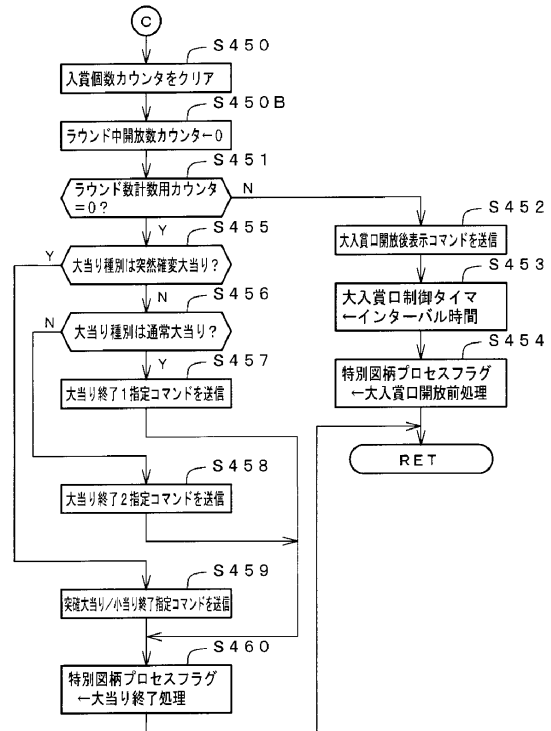 C
S450
入賞個数カウンタをクリア
S450B
ラウンド中開放数カウンタ←0
S451
ラウンド数計数用カウンタ
=0?
N
Y
S452
大入賞口開放後表示コマンドを送信
S453
大入賞口制御タイマ
←インターバル時間
S454
特別図柄プロセスフラグ
←大入賞口開放前処理
RET
S455
大当り種別は突然確変大当り?
Y
N
S456
大当り種別は通常大当り?
N
Y
S457
大当り終了1指定コマンドを送信
S458
大当り終了2指定コマンドを送信
S459
突確大当り/小当り終了指定コマンドを送信
S460
特別図柄プロセスフラグ
←大当り終了処理